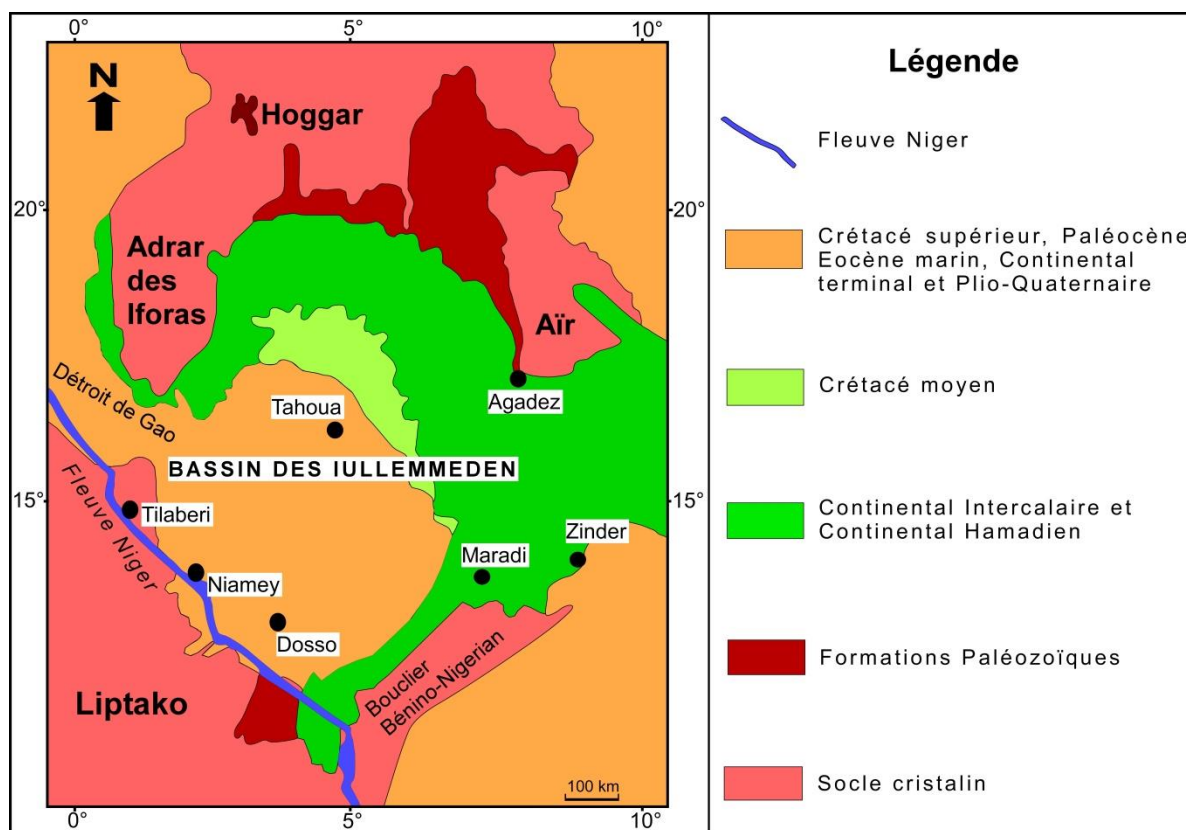 0° 5° 10°
N
Hoggar
20° 20°
Adrar
des
Iforas
Aïr
Détroit de Gao
Agadez
Tahoua
BASSIN DES IULLEMMEDEN
15° 15°
Fleuve Niger
Tilaberi
Zinder
Maradi
Niamey
Dosso
Bouclier
Bénino-Nigerian
Liptako
100 km
0° 5° 10°
Légende
Fleuve Niger
Crétacé supérieur, Paléocène
Eocène marin, Continental
terminal et Plio-Quaternaire
Crétacé moyen
Continental Intercalaire et
Continental Hamadien
Formations Paléozoïques
Socle cristalin